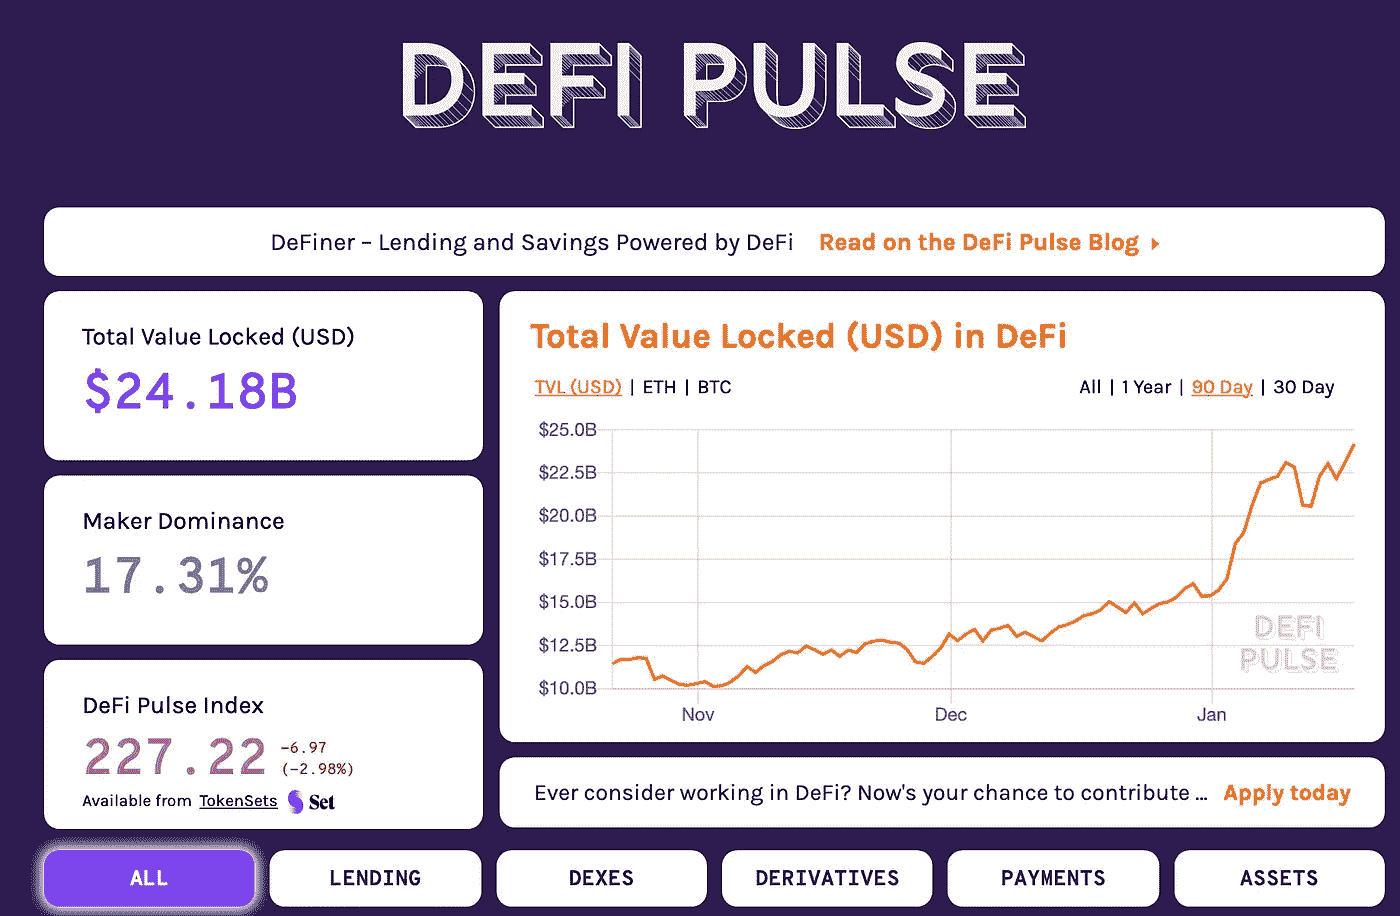 DEFI PULSE
DeFiner – Lending and Savings Powered by DeFi Read on the DeFi Pulse Blog
Total Value Locked (USD)
$24.18B
Maker Dominance
17.31%
DeFi Pulse Index
227.22
-6.97
(-2.98%)
Available from TokenSets Set
Total Value Locked (USD) in DeFi
TVL (USD) | ETH | BTC
All | 1 Year | 90 Day | 30 Day
$25.0B
$22.5B
$20.0B
$17.5B
$15.0B
$12.5B
$10.0B
Nov Dec Jan
DEFI
PULSE
Ever consider working in DeFi? Now's your chance to contribute ... Apply today
ALL LENDING DEXES DERIVATIVES PAYMENTS ASSETS